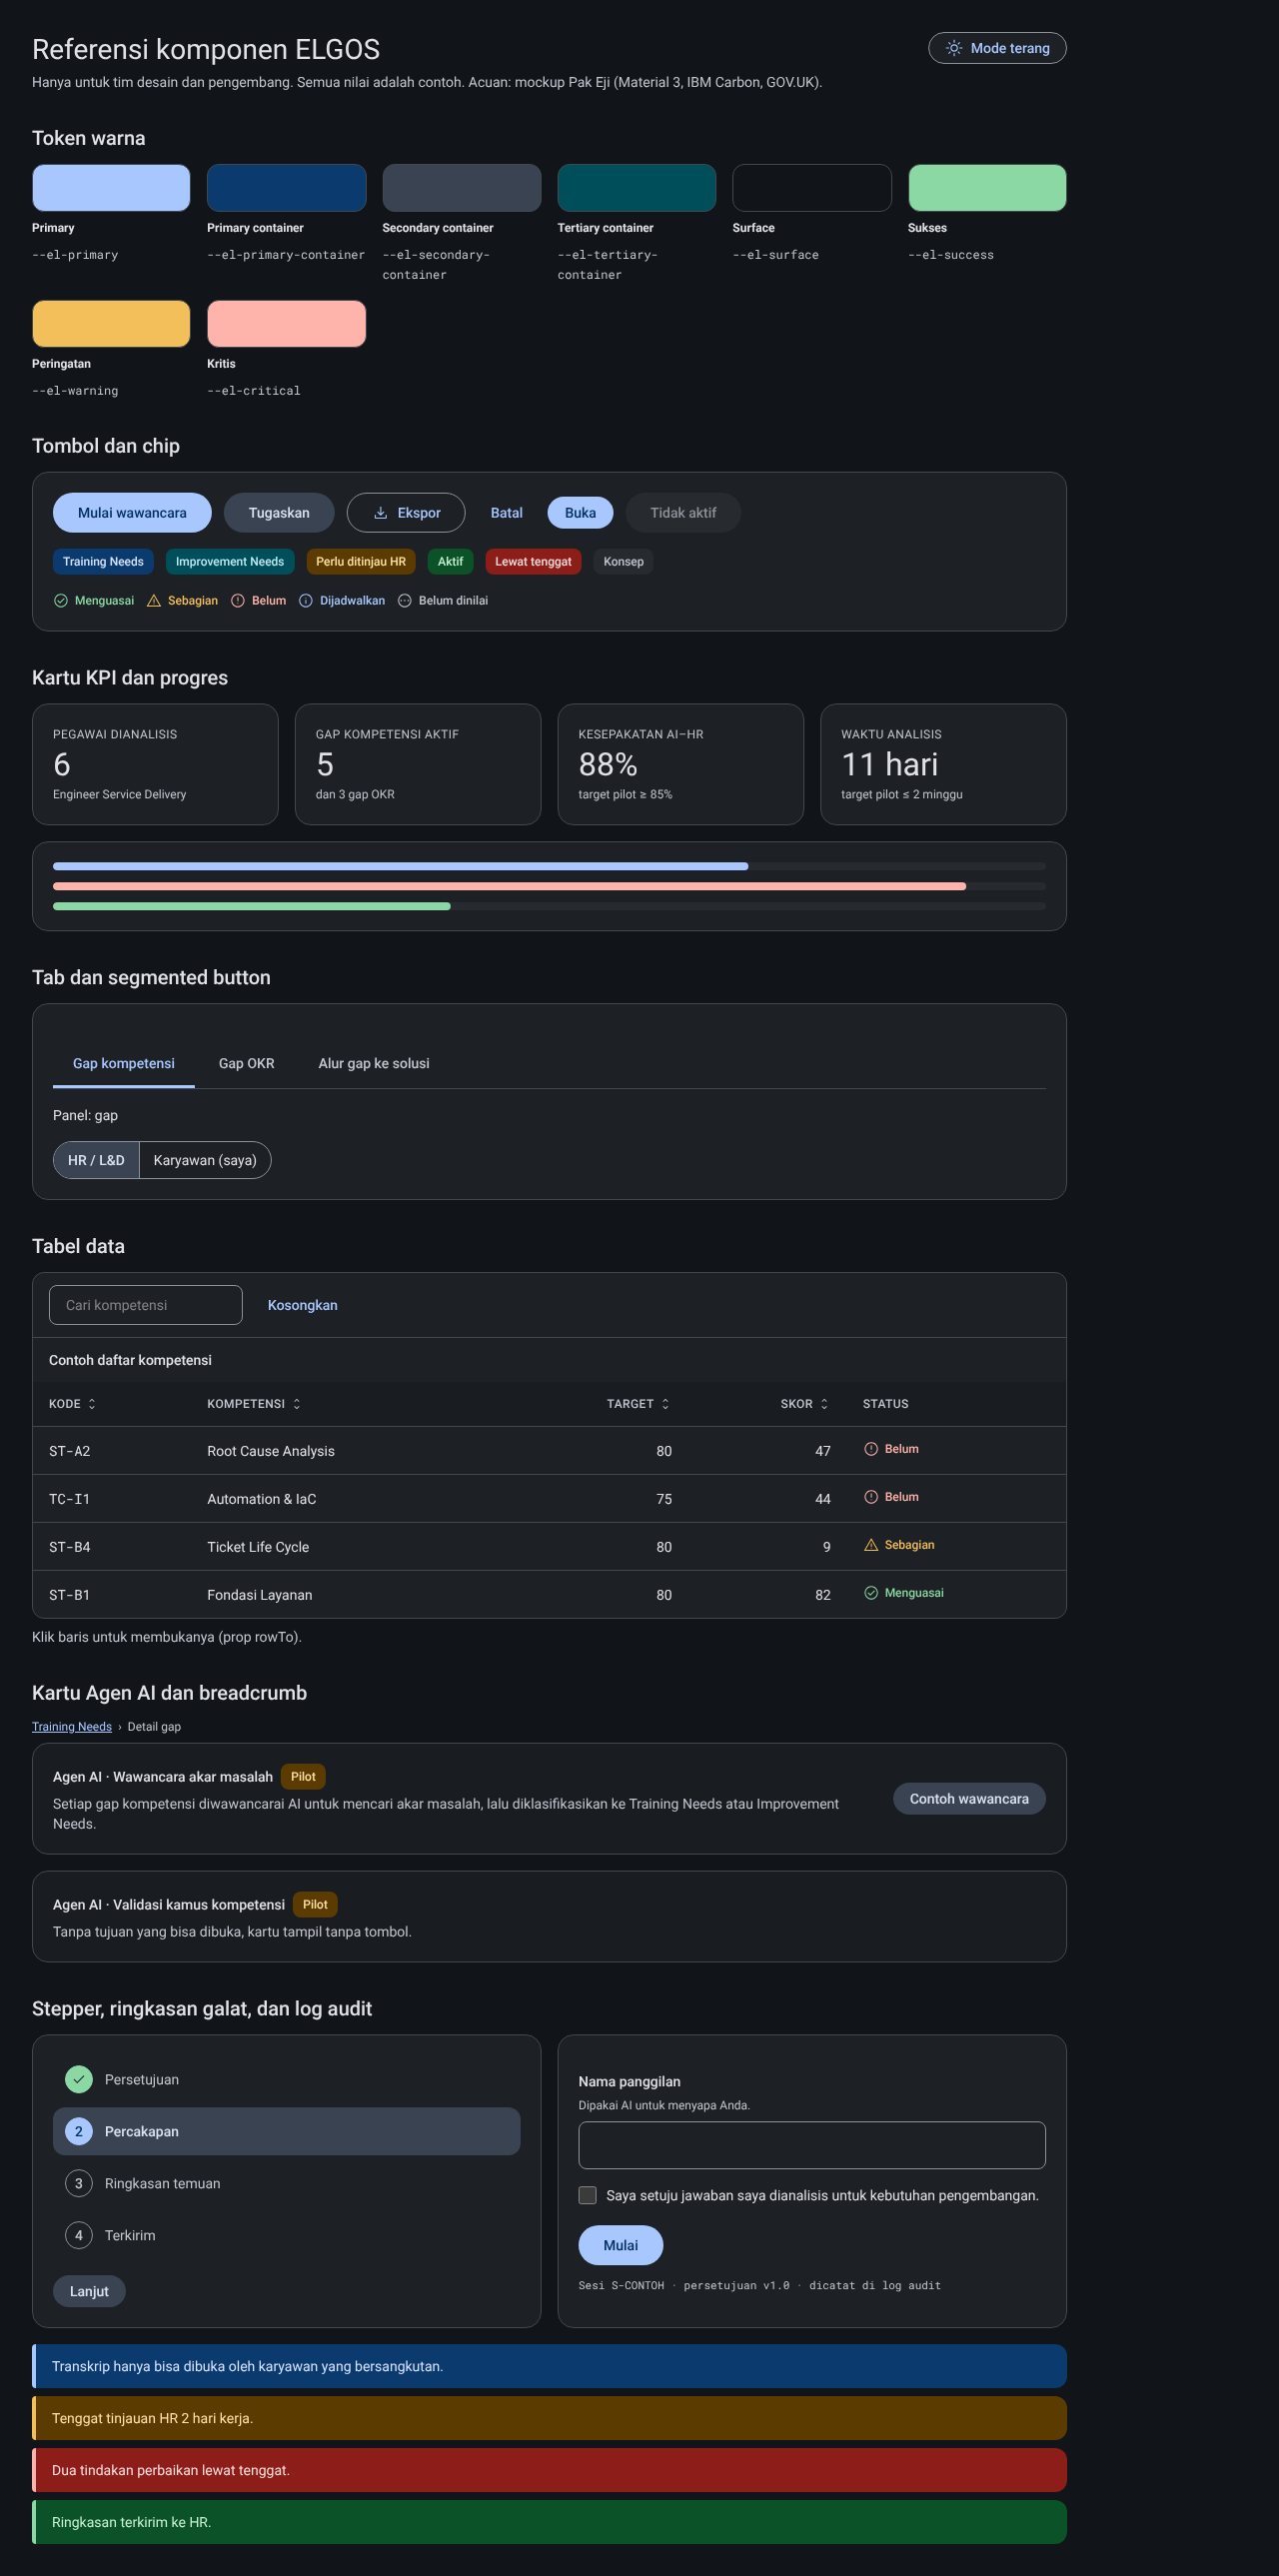 Referensi komponen ELGOS
Mode terang
Hanya untuk tim desain dan pengembang. Semua nilai adalah contoh. Acuan: mockup Pak Eji (Material 3, IBM Carbon, GOV.UK).
Token warna
Primary
Primary container
Secondary container
Tertiary container
Surface
Sukses
--el-primary
--el-primary-container
--el-secondary-
container
--el-tertiary-
container
--el-surface
--el-success
Peringatan
Kritis
--el-warning
--el-critical
Tombol dan chip
Mulai wawancara
Tugaskan
Ekspor
Batal
Buka
Tidak aktif
Training Needs
Improvement Needs
Perlu ditinjau HR
Aktif
Lewat tenggat
Konsep
Menguasai
Sebagian
Belum
Dijadwalkan
Belum dinilai
Kartu KPI dan progres
PEGAWAI DIANALISIS
6
Engineer Service Delivery
GAP KOMPETENSI AKTIF
5
dan 3 gap OKR
KESEPAKATAN AI–HR
88%
target pilot ≥ 85%
WAKTU ANALISIS
11 hari
target pilot ≤ 2 minggu
Tab dan segmented button
Gap kompetensi
Gap OKR
Alur gap ke solusi
Panel: gap
HR / L&D
Karyawan (saya)
Tabel data
Cari kompetensi
Kosongkan
Contoh daftar kompetensi
KODE KOMPETENSI TARGET SKOR STATUS
ST-A2 Root Cause Analysis 80 47 Belum
TC-I1 Automation & IaC 75 44 Belum
ST-B4 Ticket Life Cycle 80 9 Sebagian
ST-B1 Fondasi Layanan 80 82 Menguasai
Klik baris untuk membukanya (prop rowTo).
Kartu Agen AI dan breadcrumb
Training Needs › Detail gap
Agen AI · Wawancara akar masalah Pilot
Setiap gap kompetensi diwawancarai AI untuk mencari akar masalah, lalu diklasifikasikan ke Training Needs atau Improvement
Needs.
Contoh wawancara
Agen AI · Validasi kamus kompetensi Pilot
Tanpa tujuan yang bisa dibuka, kartu tampil tanpa tombol.
Stepper, ringkasan galat, dan log audit
Persetujuan
2 Percakapan
3 Ringkasan temuan
4 Terkirim
Lanjut
Nama panggilan
Dipakai AI untuk menyapa Anda.
Saya setuju jawaban saya dianalisis untuk kebutuhan pengembangan.
Mulai
Sesi S-CONTOH · persetujuan v1.0 · dicatat di log audit
Transkrip hanya bisa dibuka oleh karyawan yang bersangkutan.
Tenggat tinjauan HR 2 hari kerja.
Dua tindakan perbaikan lewat tenggat.
Ringkasan terkirim ke HR.